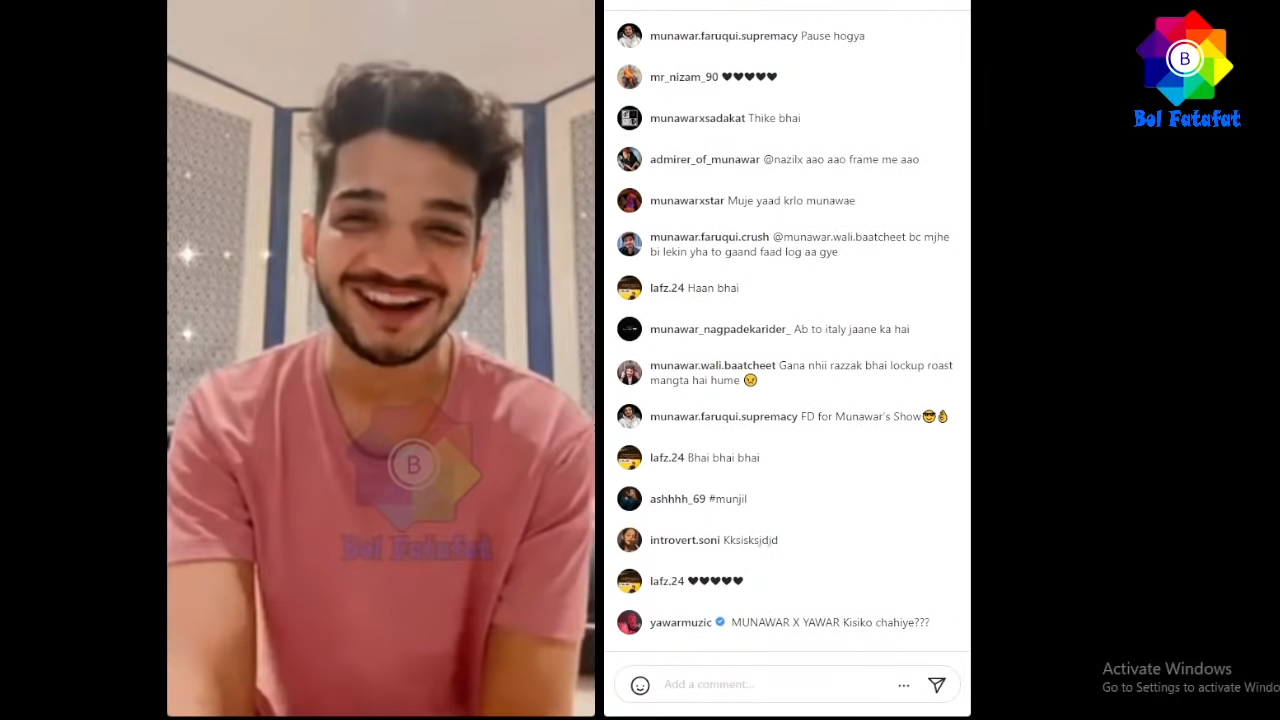 munawar.faruqui.supremacy Pause hogya
mr_nizam_90 🖤🖤🖤🖤🖤
munawarxsadakat Thike bhai
admirer_of_munawar @nazilx aao aao frame me aao
munawarxstar Muje yaad krlo munawae
munawar.faruqui.crush @munawar.wali.baatcheet bc mjhe
bi lekin yha to gaand faad log aa gye
lafz.24 Haan bhai
munawar_nagpadekarider_ Ab to italy jaane ka hai
munawar.wali.baatcheet Gana nhii razzak bhai lockup roast
mangta hai hume 😠
munawar.faruqui.supremacy FD for Munawar's Show😎👌
lafz.24 Bhai bhai bhai
ashhhh_69 #munjil
introvert.soni Kksisksjdjd
lafz.24 🖤🖤🖤🖤🖤
yawarmuzic MUNAWAR X YAWAR Kisiko chahiye???
Add a comment...
B
Bol Fatafat
B
Bol Fatafat
Activate Windows
Go to Settings to activate Windo